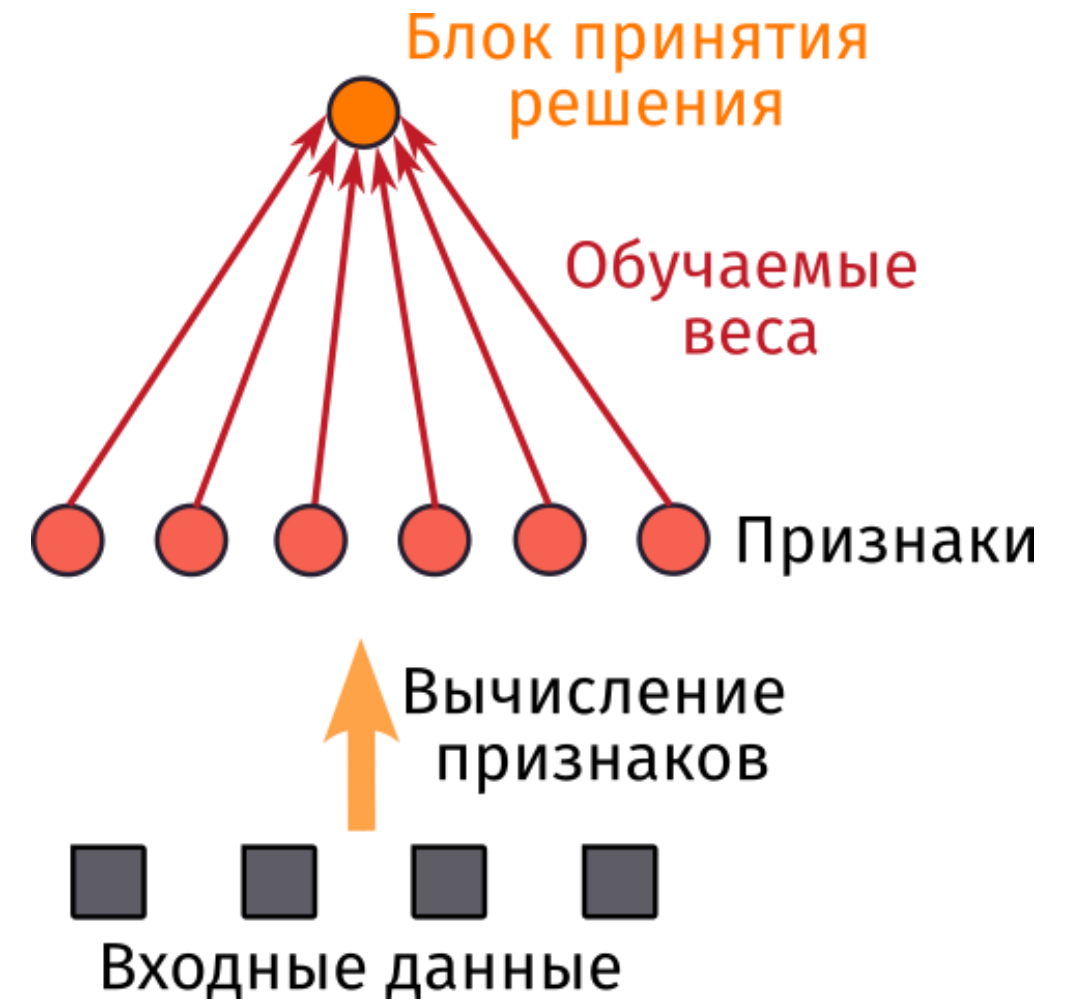 Блок принятия
решения
Обучаемые
веса
Признаки
Вычисление
признаков
Входные данные